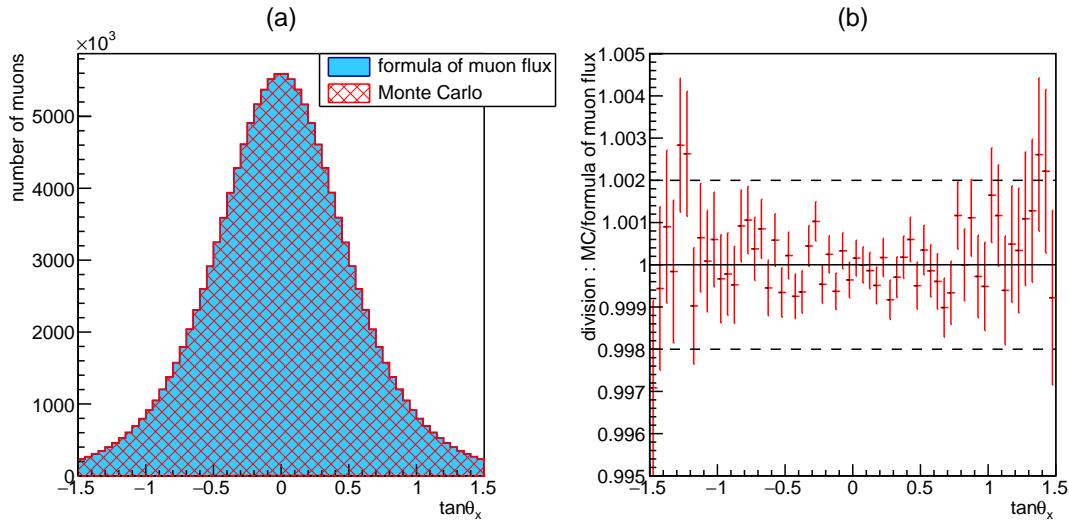 (a)
×10³
number of muons
5000
4000
3000
2000
1000
0
formula of muon flux
Monte Carlo
−1.5 −1 −0.5 0 0.5 1 1.5
tanθₓ
(b)
division : MC/formula of muon flux
1.005
1.004
1.003
1.002
1.001
1
0.999
0.998
0.997
0.996
0.995
−1.5 −1 −0.5 0 0.5 1 1.5
tanθₓ